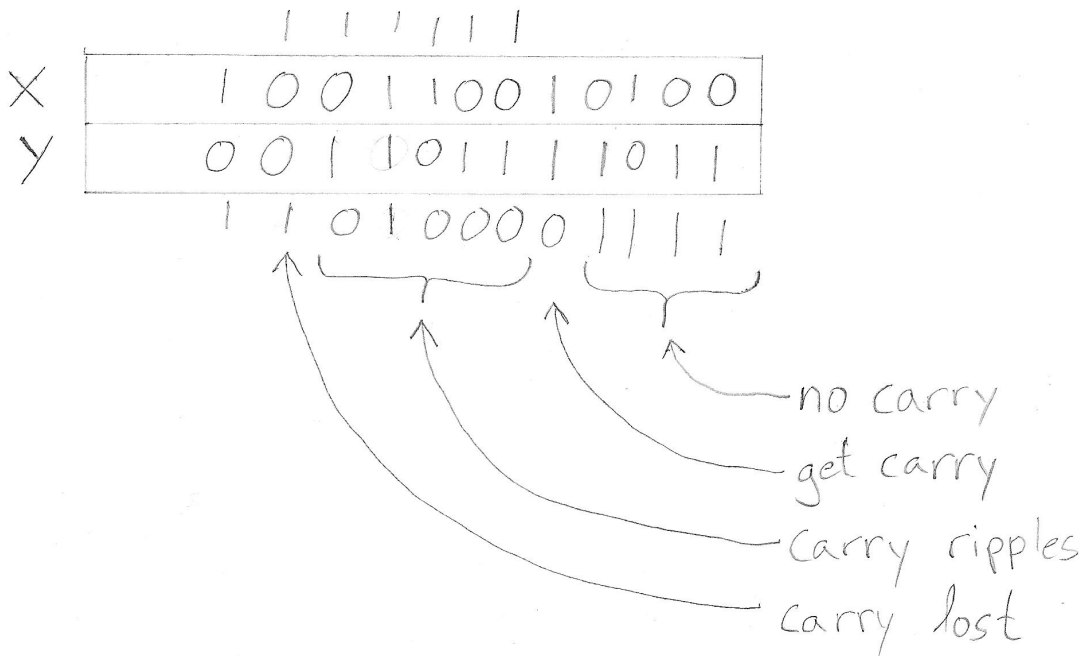 1 1 1 1 1 1
X 1 0 0 1 1 0 0 1 0 1 0 0
y 0 0 1 1 0 1 1 1 1 0 1 1
1 1 0 1 0 0 0 0 1 1 1 1
no carry
get carry
carry ripples
carry lost